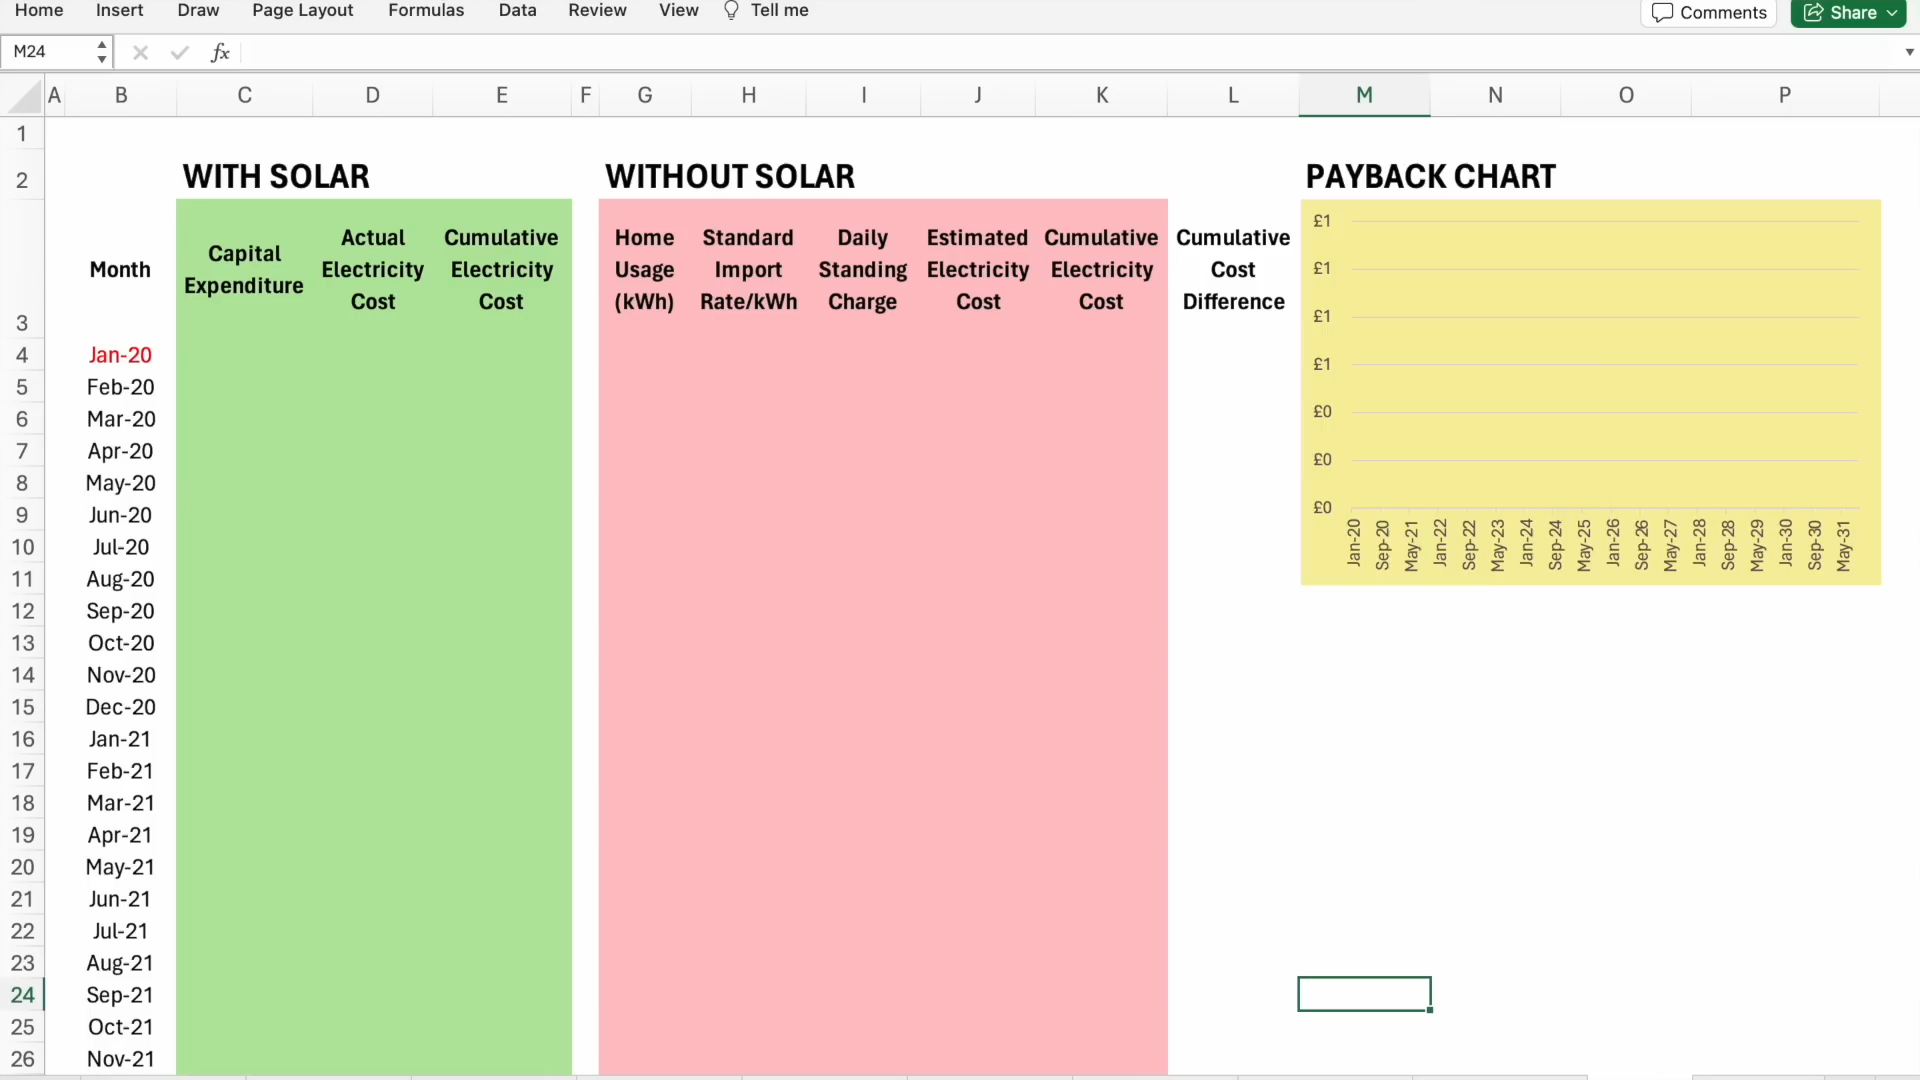 Home Insert Draw Page Layout Formulas Data Review View Tell me Comments Share
M24 fx
A B C D E F G H I J K L M N O P
1
2 WITH SOLAR WITHOUT SOLAR PAYBACK CHART
3 Month
Capital
Expenditure
Actual
Electricity
Cost
Cumulative
Electricity
Cost
Home
Usage
(kWh)
Standard
Import
Rate/kWh
Daily
Standing
Charge
Estimated
Electricity
Cost
Cumulative
Electricity
Cost
Cumulative
Cost
Difference
£1
£1
£1
£1
£0
£0
£0
Jan-20 Sep-20 May-21 Jan-22 Sep-22 May-23 Jan-24 Sep-24 May-25 Jan-26 Sep-26 May-27 Jan-28 Sep-28 May-29 Jan-30 Sep-30 May-31
4 Jan-20
5 Feb-20
6 Mar-20
7 Apr-20
8 May-20
9 Jun-20
10 Jul-20
11 Aug-20
12 Sep-20
13 Oct-20
14 Nov-20
15 Dec-20
16 Jan-21
17 Feb-21
18 Mar-21
19 Apr-21
20 May-21
21 Jun-21
22 Jul-21
23 Aug-21
24 Sep-21
25 Oct-21
26 Nov-21